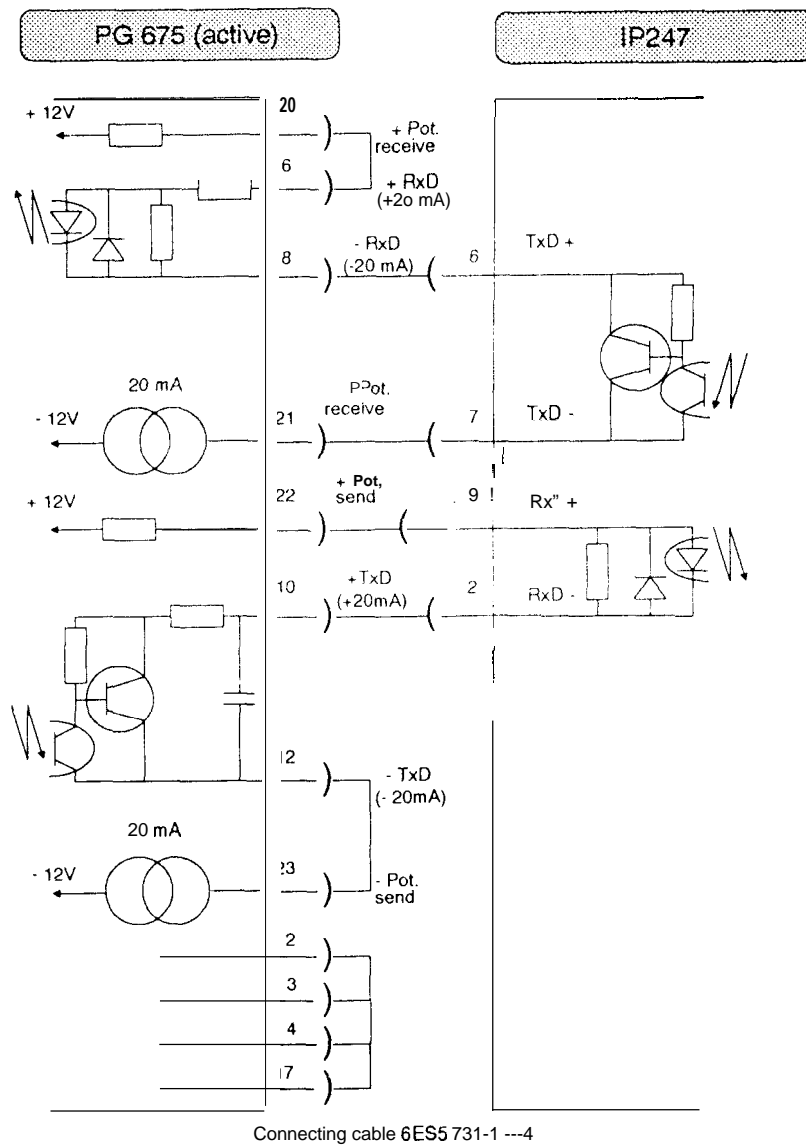 PG 675 (active)
IP247
+ 12V
20
+ Pot.
receive
6
+ RxD
(+2o mA)
- RxD
(-20 mA)
8
6
TxD +
20 mA
- 12V
Pot.
receive
21
7
TxD -
+ 12V
22
+ Pot,
send
9
Rx" +
10
+TxD
(+20mA)
2
RxD -
12
- TxD
(- 20mA)
20 mA
- 12V
23
- Pot.
send
2
3
4
17
Connecting cable 6ES5 731-1 ---4